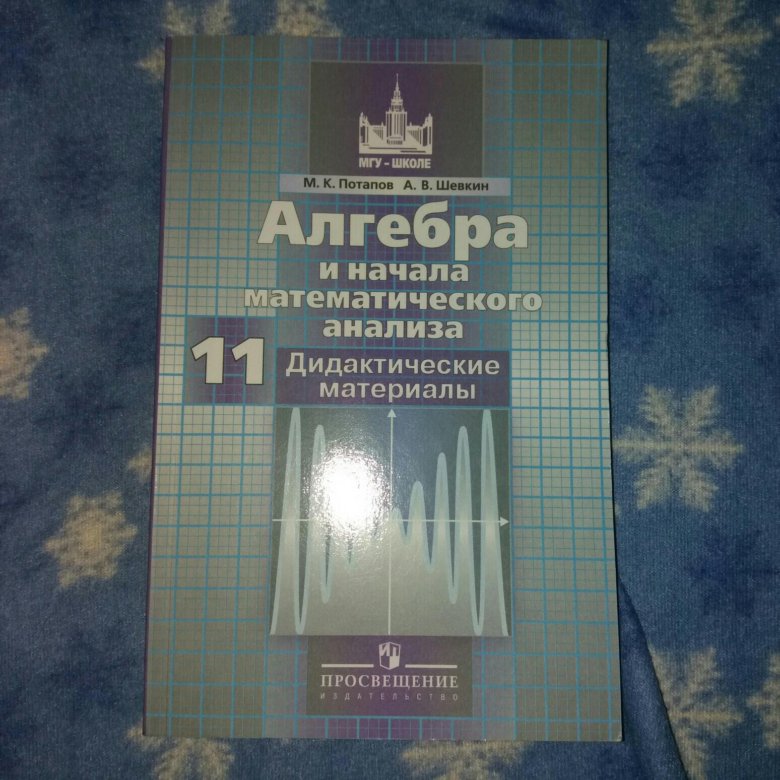 МГУ - ШКОЛЕ
М. К. Потапов А. В. Шевкин
Алгебра
и начала
математического
анализа
11
Дидактические
материалы
ПРОСВЕЩЕНИЕ
ИЗДАТЕЛЬСТВО